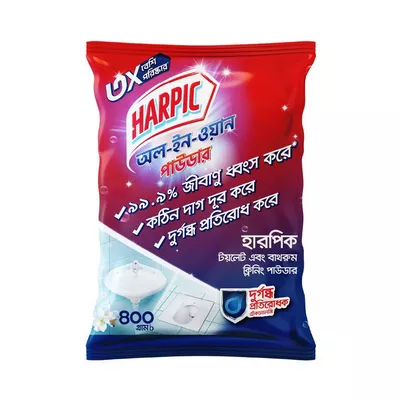 ৩X বেশি
পরিষ্কার
HARPIC
অল-ইন-ওয়ান
পাউডার
৯৯.৯% জীবাণু ধ্বংস করে*
কঠিন দাগ দূর করে
দুর্গন্ধ প্রতিরোধ করে
হারপিক
টয়লেট এবং বাথরুম
ক্লিনিং পাউডার
দুর্গন্ধ
প্রতিরোধক
৪০০
গ্রাম